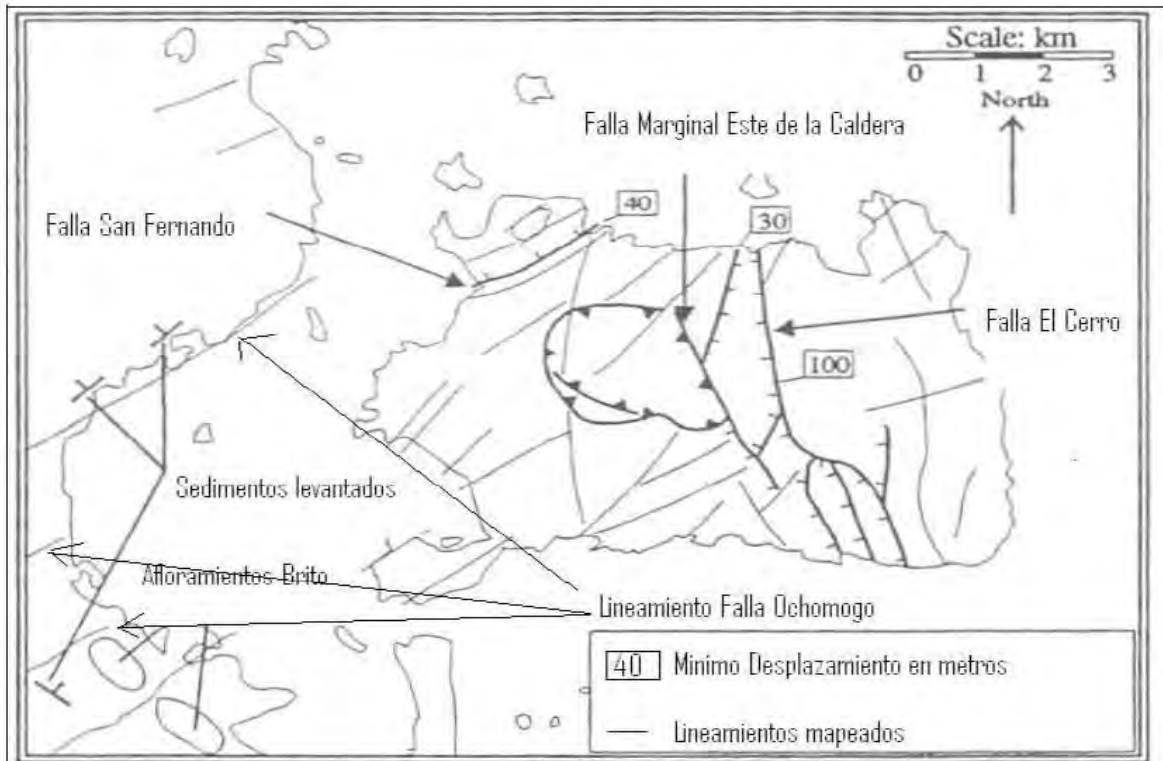 Scale: km
0 1 2 3
North
Falla Marginal Este de la Caldera
40
30
Falla San Fernando
Falla El Cerro
100
Sedimentos levantados
Afloramientos Brito
Lineamiento Falla Ochomogo
40 Minimo Desplazamiento en metros
Lineamientos mapeados